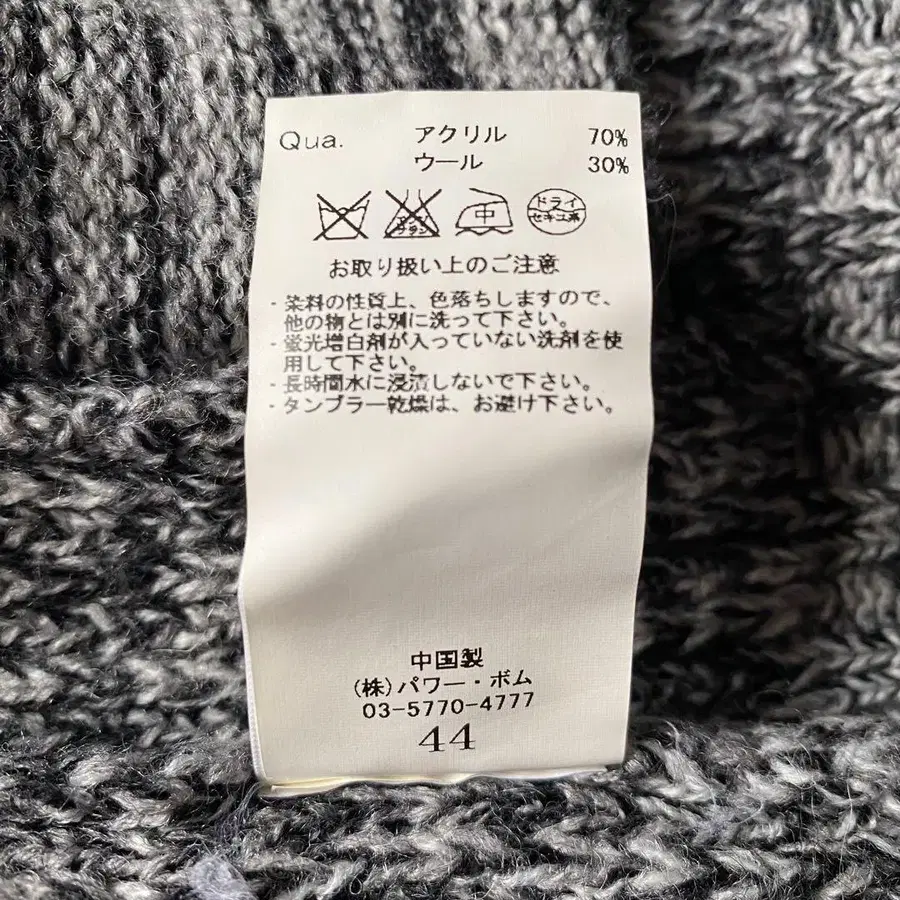 Qua. アクリル 70%
ウール 30%
中 ドライ
セキユ系
お取り扱い上のご注意
・染料の性質上、色落ちしますので、
他の物とは別に洗って下さい。
・蛍光増白剤が入っていない洗剤を使
用して下さい。
・長時間水に浸漬しないで下さい。
・タンブラー乾燥は、お避け下さい。
中国製
(株)パワー・ボム
03-5770-4777
44